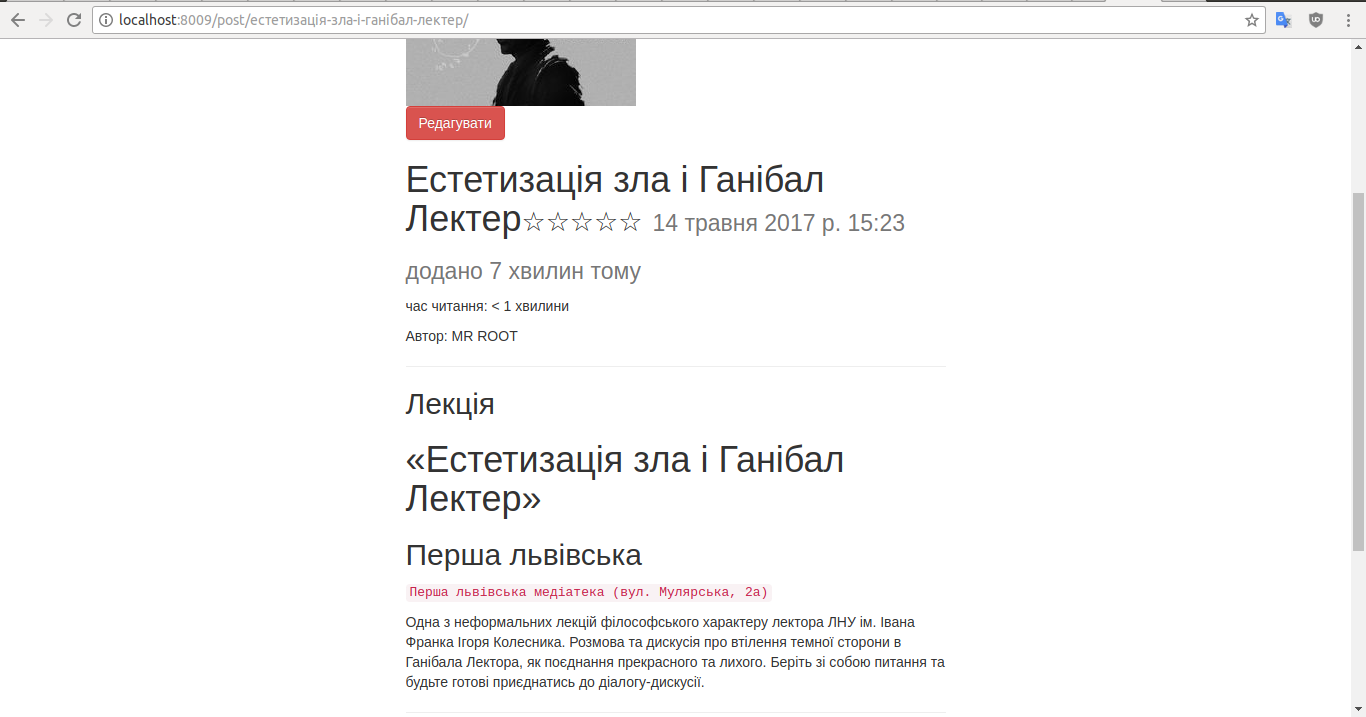 localhost:8009/post/естетизація-зла-і-ганібал-лектер/
Редагувати
Естетизація зла і Ганібал
Лектер☆☆☆☆☆ 14 травня 2017 р. 15:23
додано 7 хвилин тому
час читання: < 1 хвилини
Автор: MR ROOT
Лекція
«Естетизація зла і Ганібал
Лектер»
Перша львівська
Перша львівська медіатека (вул. Мулярська, 2а)
Одна з неформальних лекцій філософського характеру лектора ЛНУ ім. Івана
Франка Ігоря Колесника. Розмова та дискусія про втілення темної сторони в
Ганібала Лектора, як поєднання прекрасного та лихого. Беріть зі собою питання та
будьте готові приєднатись до діалогу-дискусії.